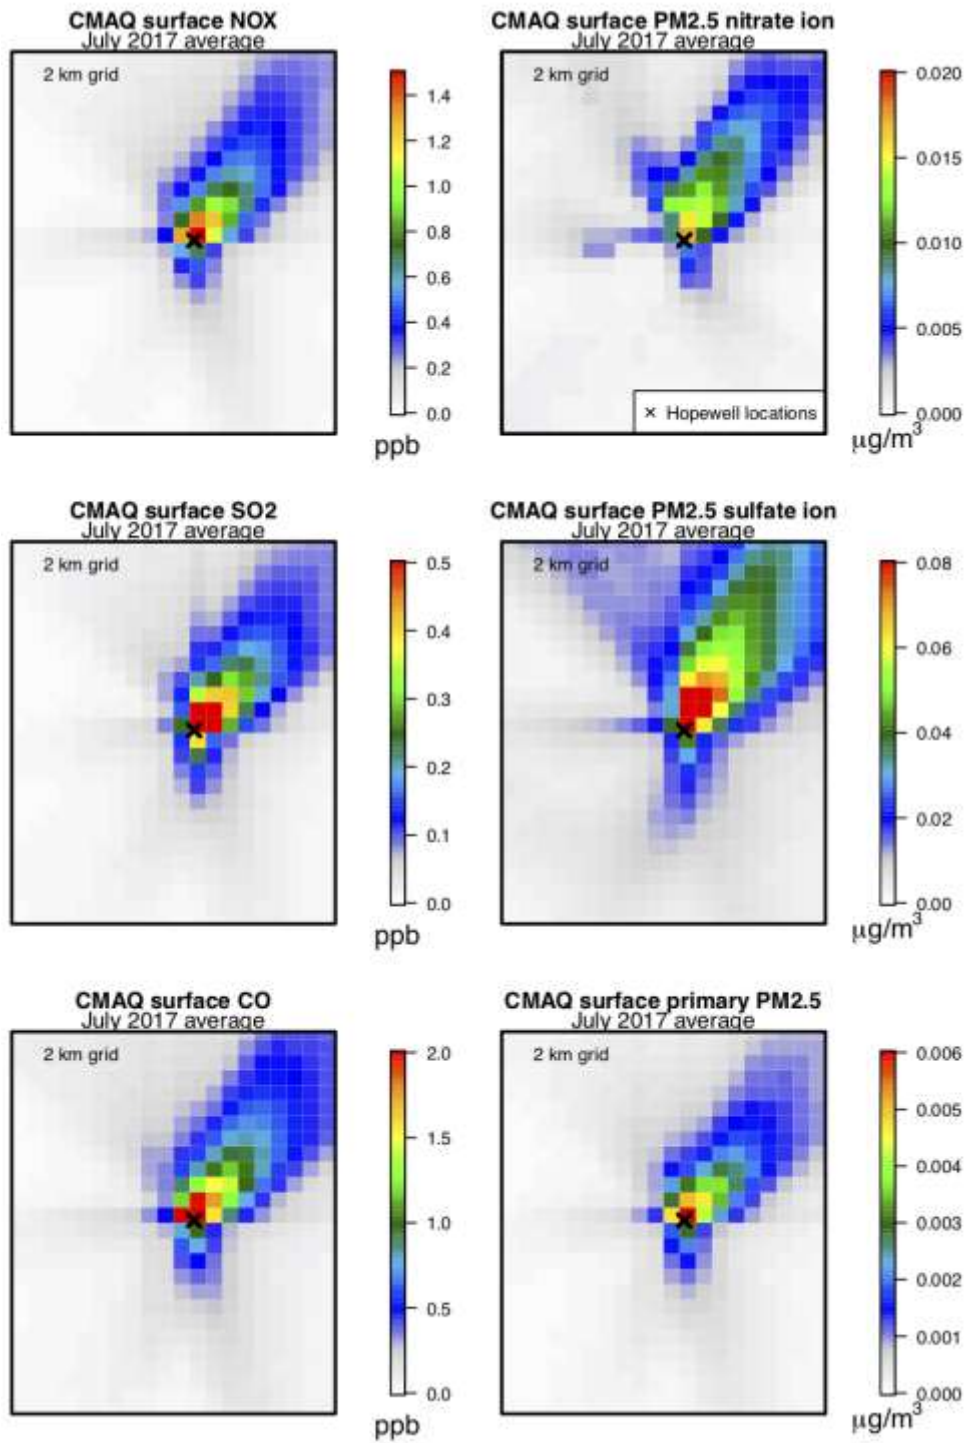 CMAQ surface NOX
July 2017 average
2 km grid
1.4
1.2
1.0
0.8
0.6
0.4
0.2
0.0
ppb
CMAQ surface PM2.5 nitrate ion
July 2017 average
2 km grid
× Hopewell locations
0.020
0.015
0.010
0.005
0.000
μg/m³
CMAQ surface SO2
July 2017 average
2 km grid
0.5
0.4
0.3
0.2
0.1
0.0
ppb
CMAQ surface PM2.5 sulfate ion
July 2017 average
2 km grid
0.08
0.06
0.04
0.02
0.00
μg/m³
CMAQ surface CO
July 2017 average
2 km grid
2.0
1.5
1.0
0.5
0.0
ppb
CMAQ surface primary PM2.5
July 2017 average
2 km grid
0.006
0.005
0.004
0.003
0.002
0.001
0.000
μg/m³